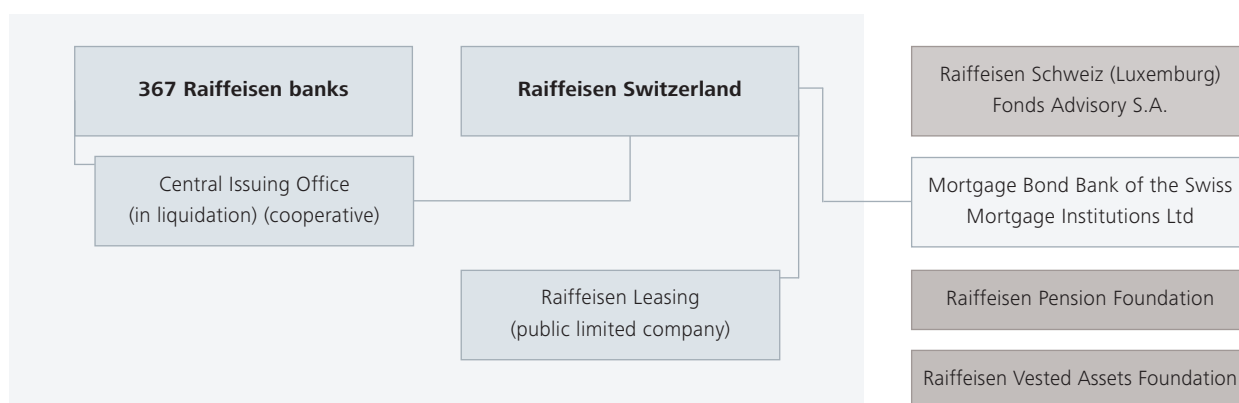 367 Raiffeisen banks
Raiffeisen Switzerland
Raiffeisen Schweiz (Luxemburg)
Fonds Advisory S.A.
Central Issuing Office
(in liquidation) (cooperative)
Mortgage Bond Bank of the Swiss
Mortgage Institutions Ltd
Raiffeisen Leasing
(public limited company)
Raiffeisen Pension Foundation
Raiffeisen Vested Assets Foundation